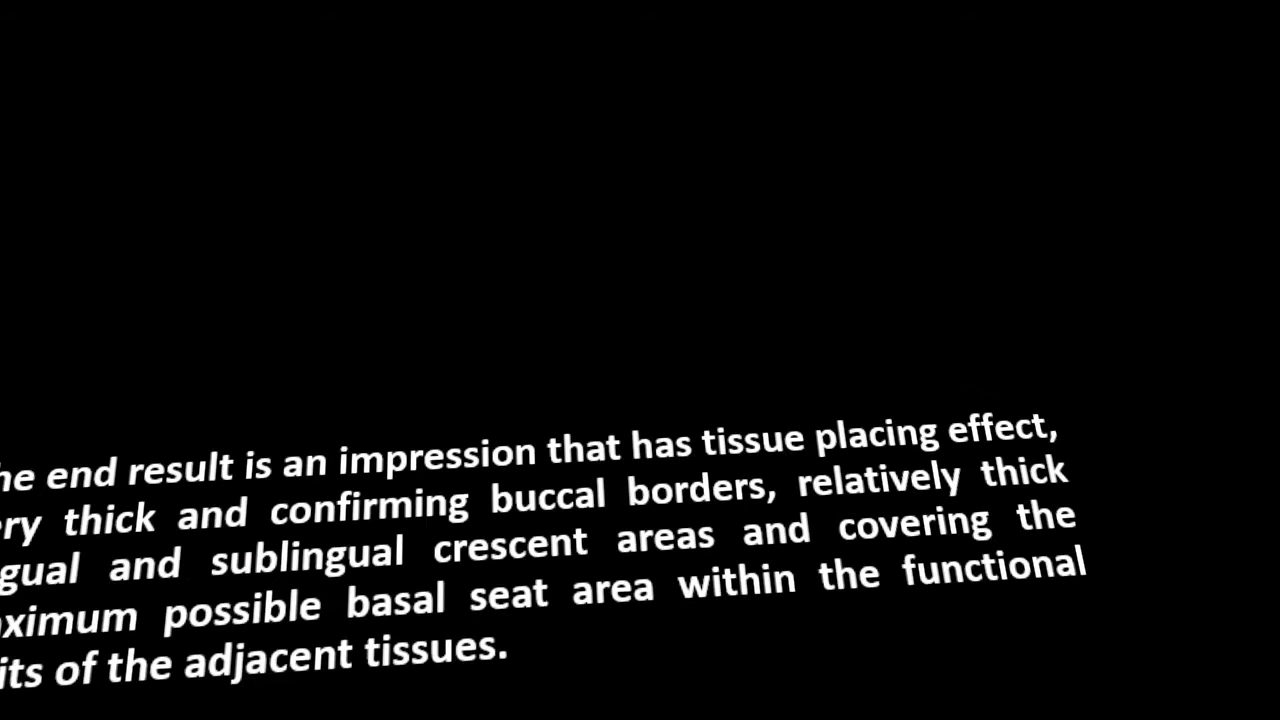 he end result is an impression that has tissue placing effect,
ery thick and confirming buccal borders, relatively thick
gual and sublingual crescent areas and covering the
aximum possible basal seat area within the functional
its of the adjacent tissues.